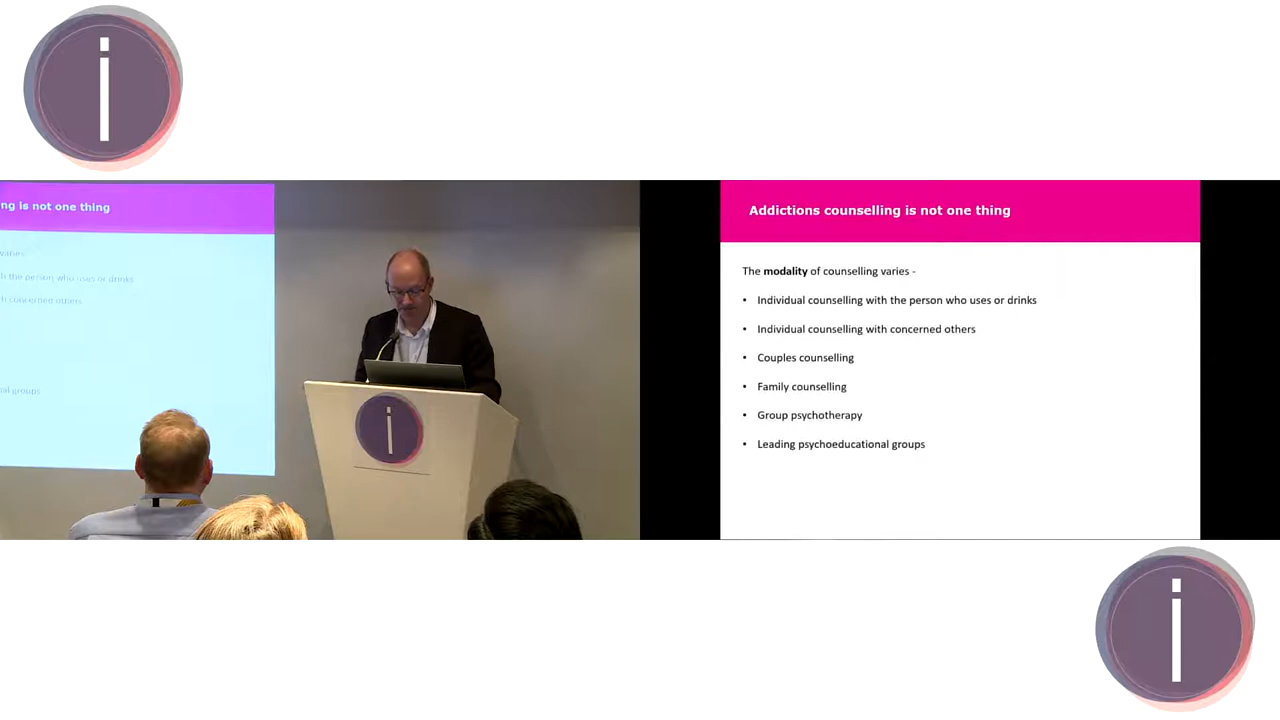 i
ng is not one thing
varies
h the person who uses or drinks
h concerned others
nal groups
i
Addictions counselling is not one thing
The modality of counselling varies -
• Individual counselling with the person who uses or drinks
• Individual counselling with concerned others
• Couples counselling
• Family counselling
• Group psychotherapy
• Leading psychoeducational groups
i